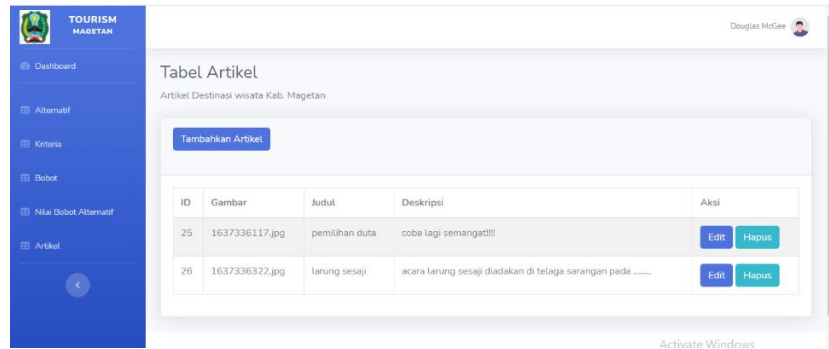 TOURISM
MAGETAN
Douglas McGee
Dashboard
Alternatif
Kriteria
Bobot
Nilai Bobot Alternatif
Artikel
Tabel Artikel
Artikel Destinasi wisata Kab. Magetan
Tambahkan Artikel
ID Gambar Judul Deskripsi Aksi
25 1637336117.jpg pemilihan duta coba lagi semangat!!!! Edit Hapus
26 1637336322.jpg larung sesaji acara larung sesaji diadakan di telaga sarangan pada ........ Edit Hapus
Activate Windows